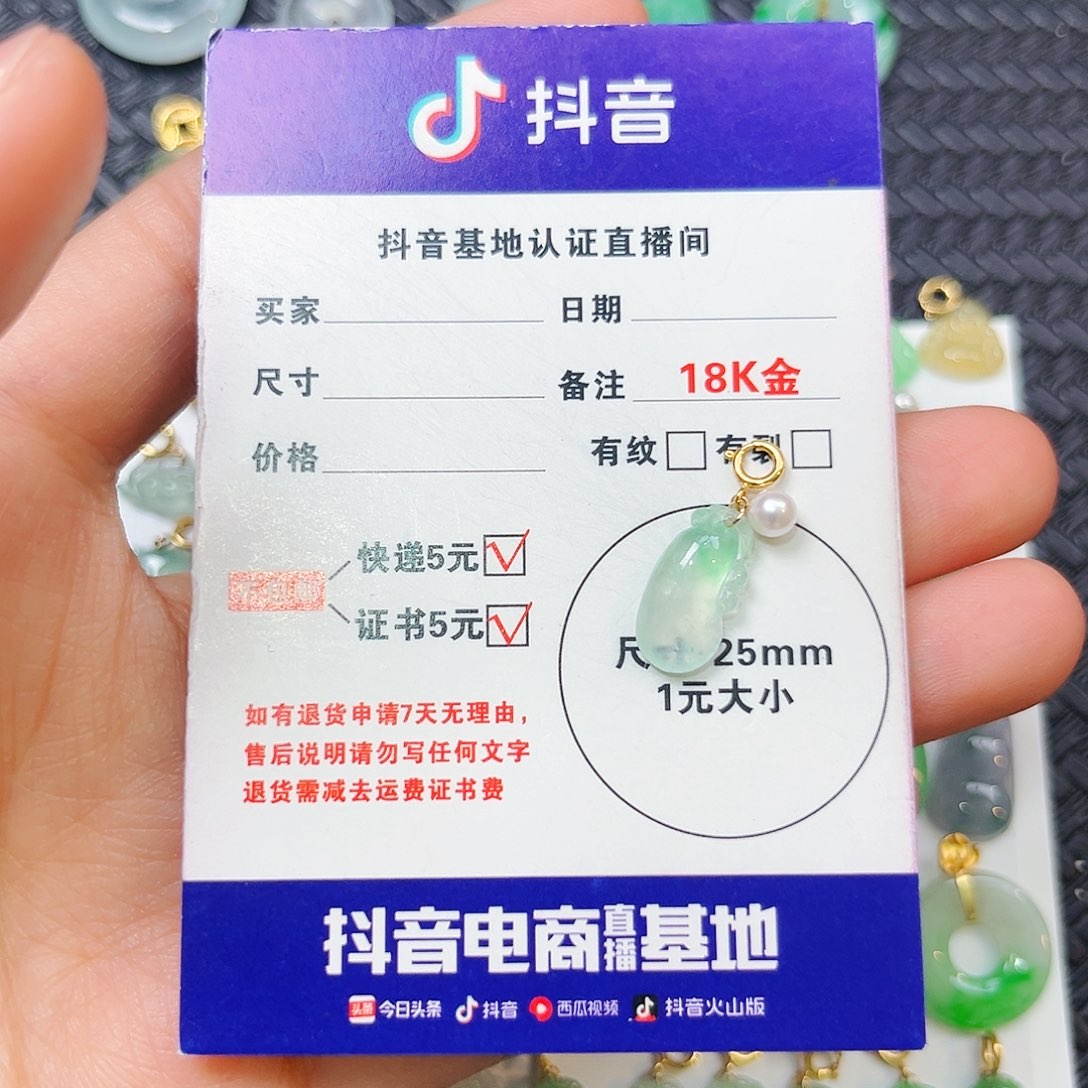 抖音
抖音基地认证直播间
买家 日期
尺寸 备注 18K金
价格 有纹 有裂
快递5元
证书5元
如有退货申请7天无理由，
售后说明请勿写任何文字
退货需减去运费证书费
25mm
1元大小
抖音电商直播基地
头条 今日头条 抖音 西瓜视频 抖音火山版